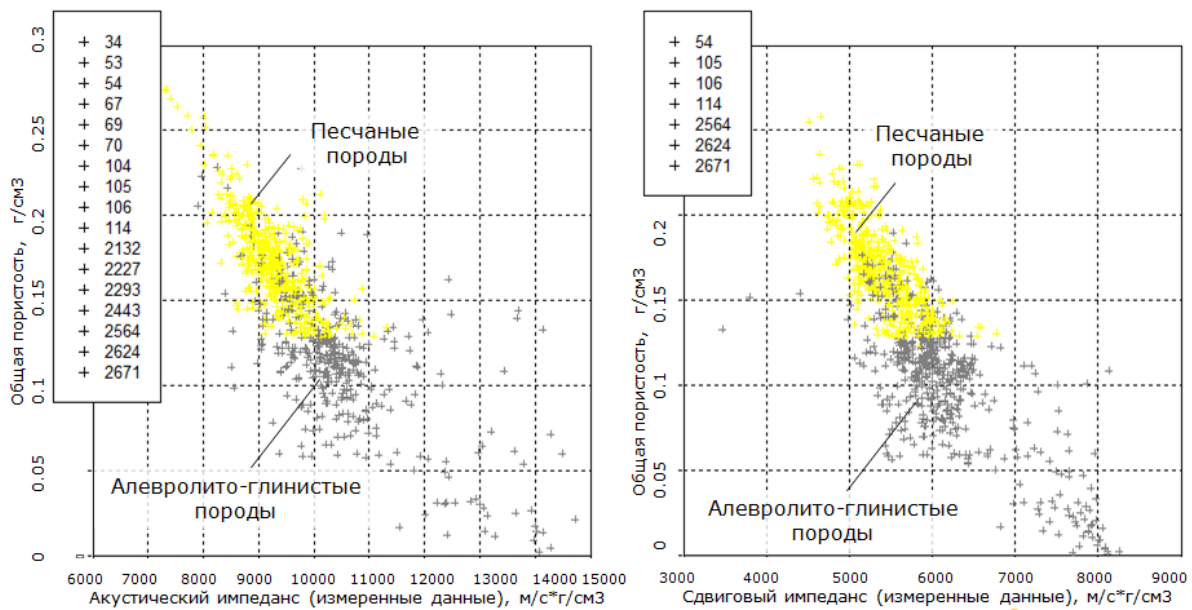 34
53
54
67
69
70
104
105
106
114
2132
2227
2293
2443
2564
2624
2671
0.3
0.25
0.2
0.15
0.1
0.05
0
Общая пористость, г/см3
Песчаные
породы
Алевролито-глинистые
породы
6000 7000 8000 9000 10000 11000 12000 13000 14000 15000
Акустический импеданс (измеренные данные), м/с*г/см3
54
105
106
114
2564
2624
2671
0.2
0.15
0.1
0.05
0
Общая пористость, г/см3
Песчаные
породы
Алевролито-глинистые
породы
3000 4000 5000 6000 7000 8000 9000
Сдвиговый импеданс (измеренные данные), м/с*г/см3